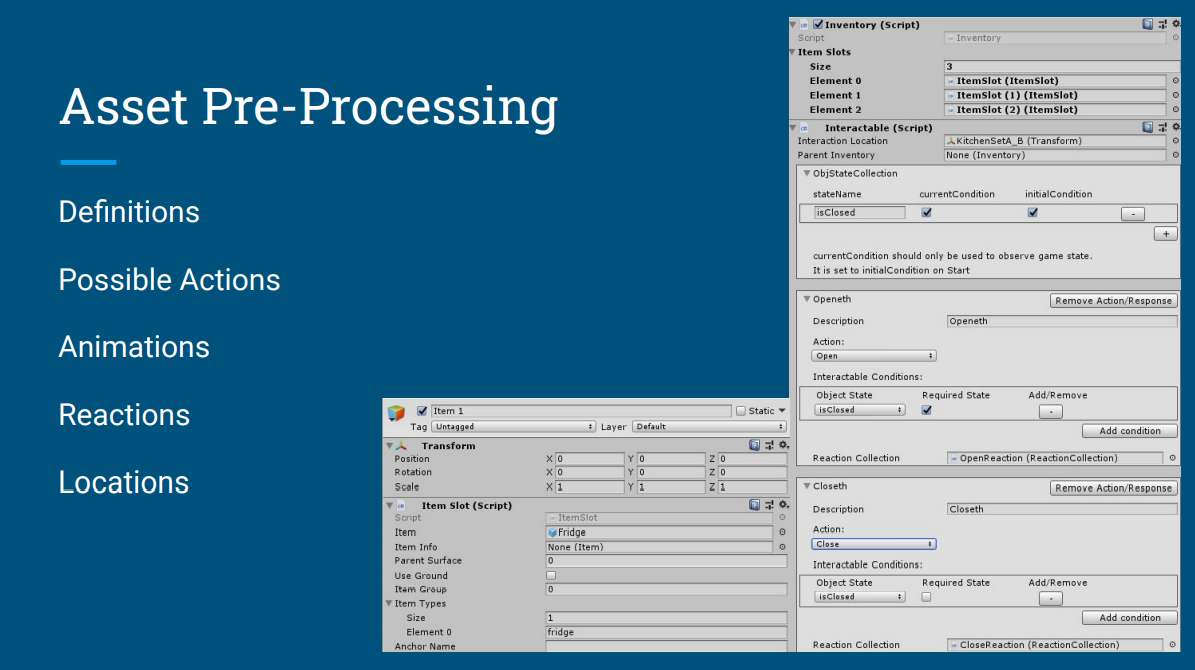 Asset Pre-Processing
Definitions
Possible Actions
Animations
Reactions
Locations
Item 1 Static
Tag Untagged Layer Default
Transform
Position X 0 Y 0 Z 0
Rotation X 0 Y 0 Z 0
Scale X 1 Y 1 Z 1
Item Slot (Script)
Script ItemSlot
Item Fridge
Item Info None (Item)
Parent Surface 0
Use Ground
Item Group 0
Item Types
Size 1
Element 0 fridge
Anchor Name
Inventory (Script)
Script Inventory
Item Slots
Size 3
Element 0 ItemSlot (ItemSlot)
Element 1 ItemSlot (1) (ItemSlot)
Element 2 ItemSlot (2) (ItemSlot)
Interactable (Script)
Interaction Location KitchenSetA_B (Transform)
Parent Inventory None (Inventory)
ObjStateCollection
stateName currentCondition initialCondition
isClosed -
+
currentCondition should only be used to observe game state.
It is set to initialCondition on Start
Openeth Remove Action/Response
Description Openeth
Action:
Open
Interactable Conditions:
Object State Required State Add/Remove
isClosed -
Add condition
Reaction Collection OpenReaction (ReactionCollection)
Closeth Remove Action/Response
Description Closeth
Action:
Close
Interactable Conditions:
Object State Required State Add/Remove
isClosed -
Add condition
Reaction Collection CloseReaction (ReactionCollection)